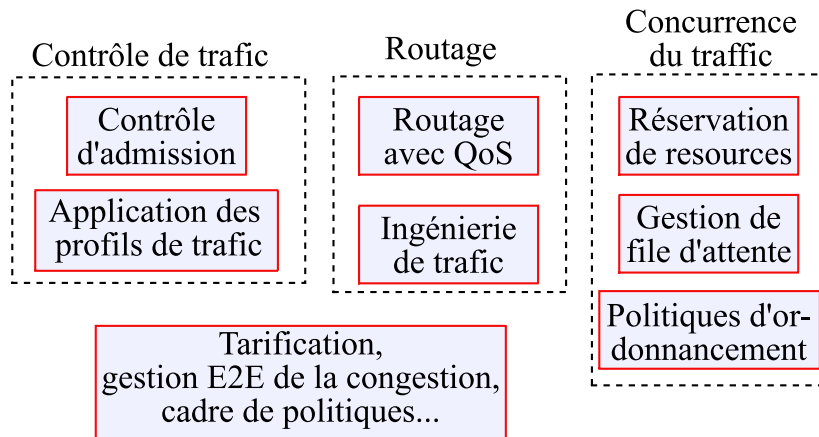 Contrôle de trafic
Contrôle
d'admission
Application des
profils de trafic
Routage
Routage
avec QoS
Ingénierie
de trafic
Concurrence
du traffic
Réservation
de resources
Gestion de
file d'attente
Politiques d'or-
donnancement
Tarification,
gestion E2E de la congestion,
cadre de politiques...